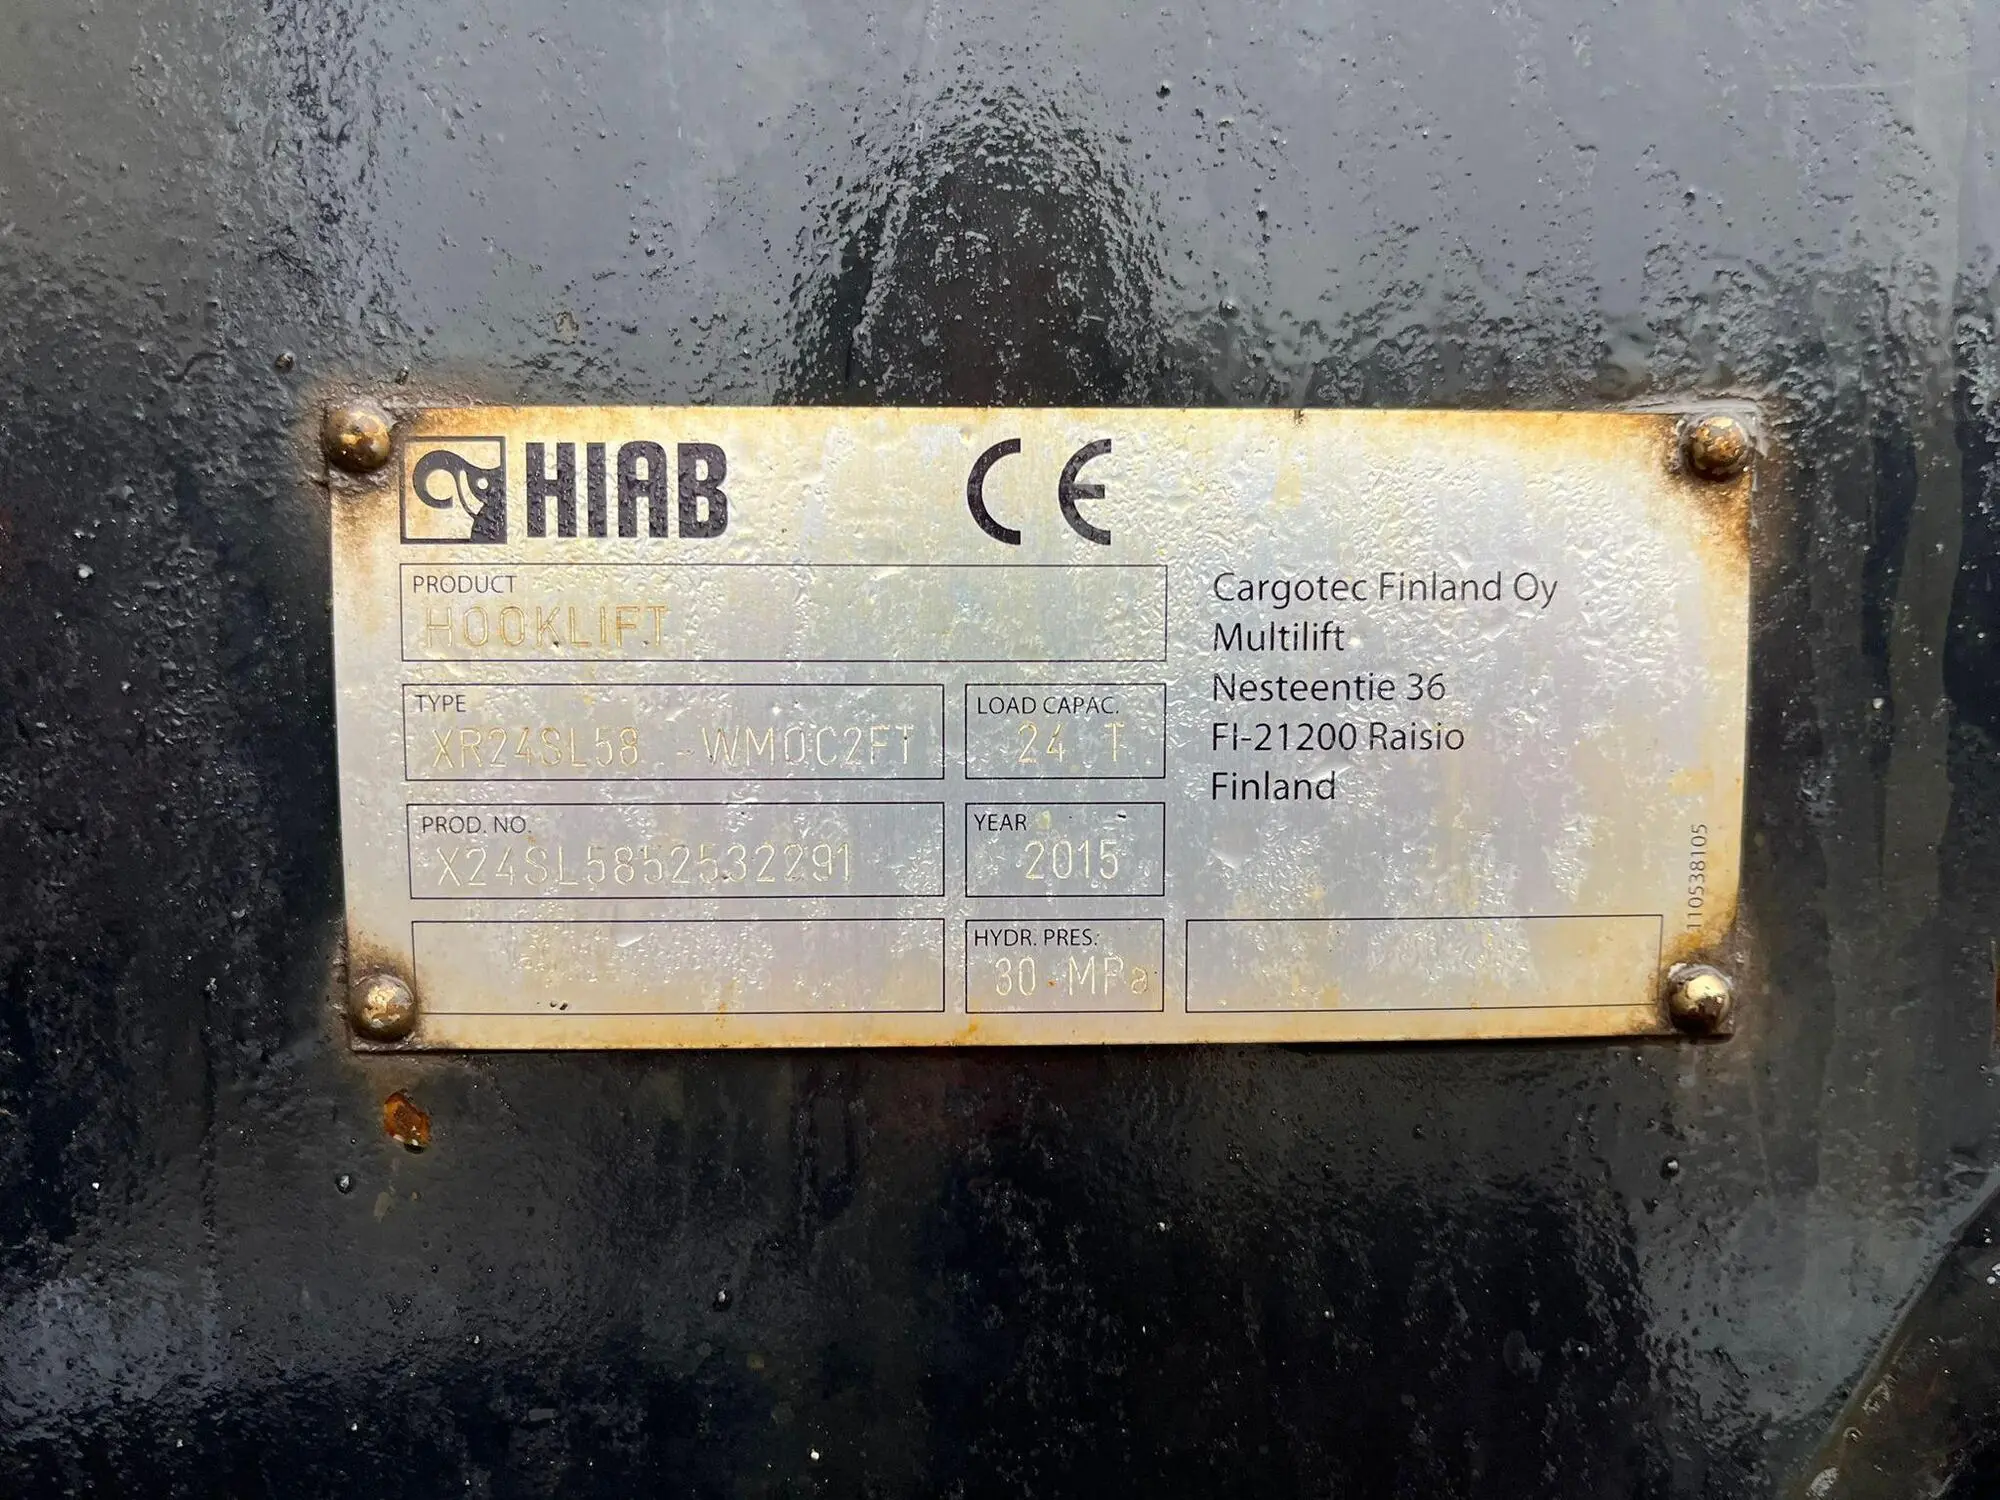 HIAB CE
PRODUCT
HOOKLIFT
TYPE
XR24SL58 -WM0C2FT
LOAD CAPAC.
24 T
PROD. NO.
X24SL5852532291
YEAR
2015
HYDR. PRES.
30 MPa
Cargotec Finland Oy
Multilift
Nesteentie 36
FI-21200 Raisio
Finland
110538105